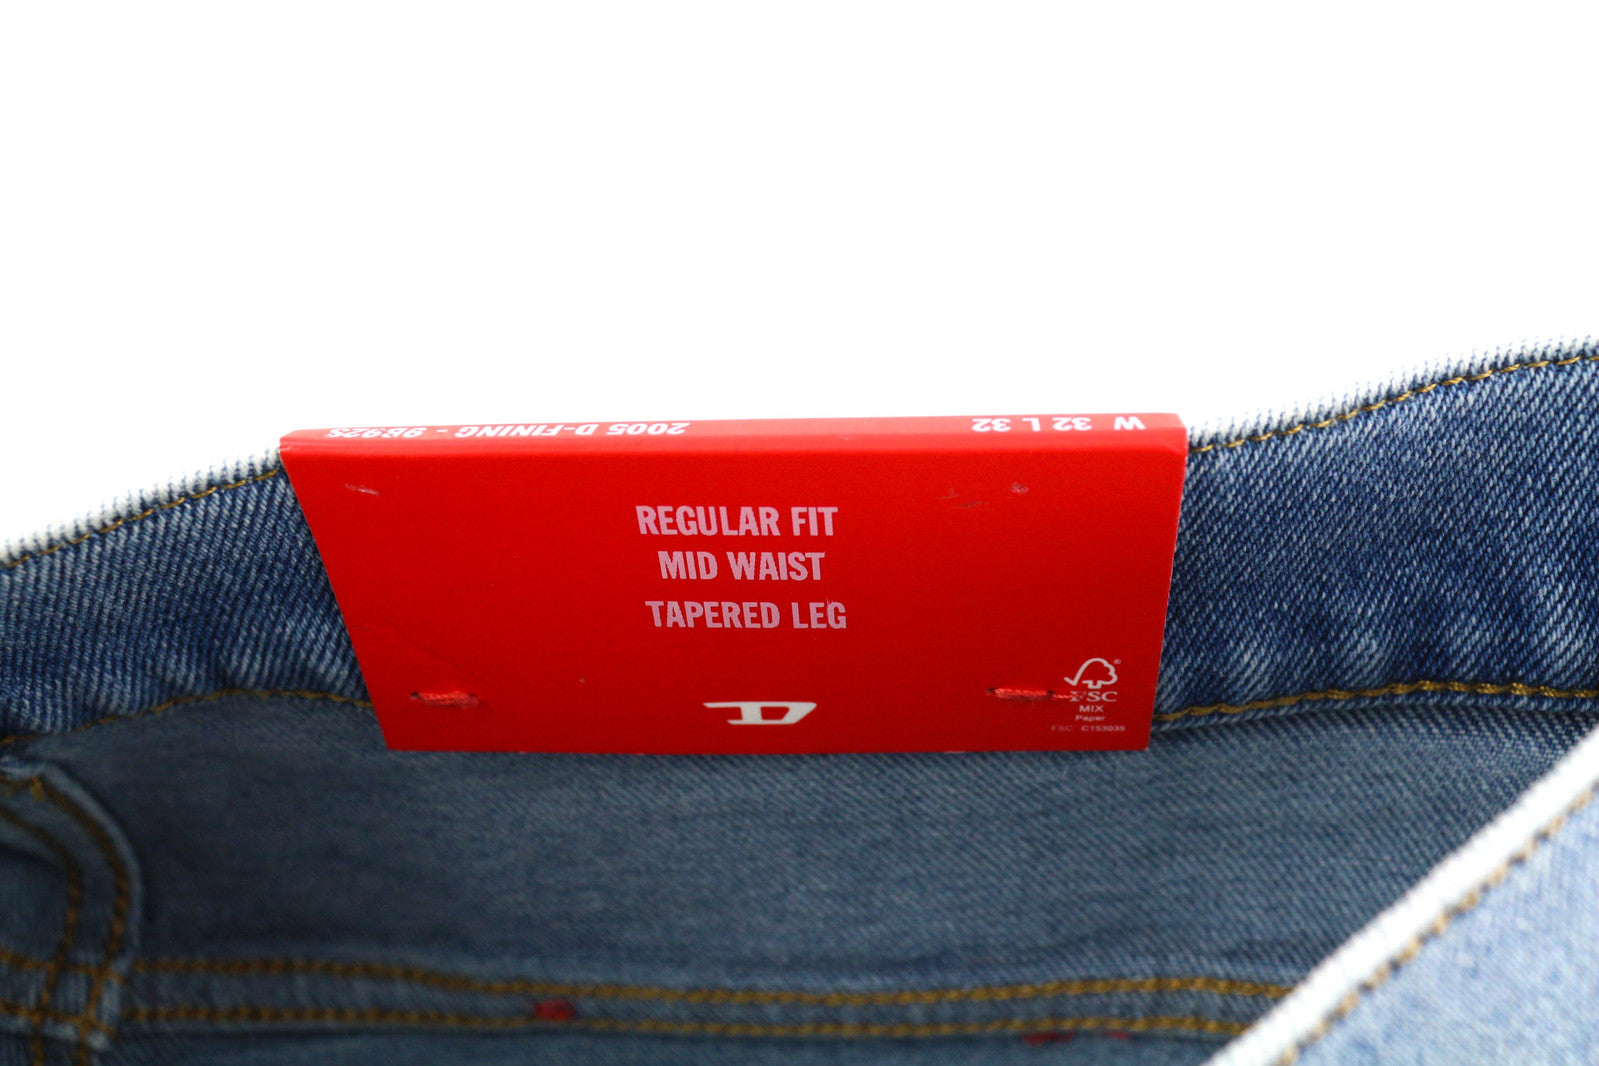 W 32 L 32
2005 D-FINING - 9B92S
REGULAR FIT
MID WAIST
TAPERED LEG
FSC
MIX
Paper
FSC C153035